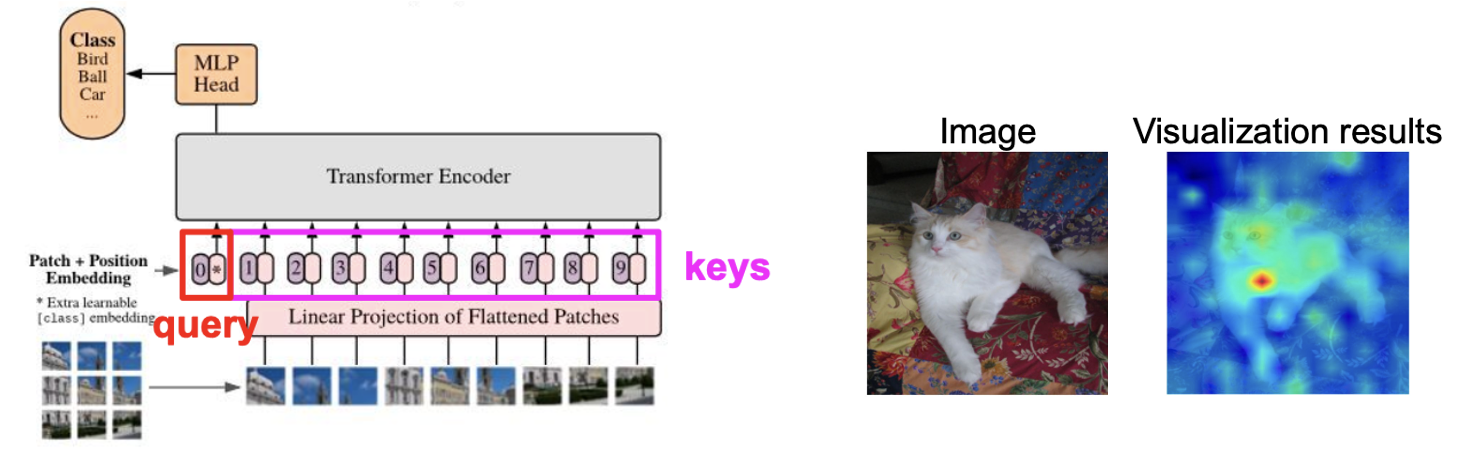 Class
Bird
Ball
Car
...
MLP
Head
Transformer Encoder
Patch + Position
Embedding
* Extra learnable
[class] embedding
0 * 1 2 3 4 5 6 7 8 9
query
keys
Linear Projection of Flattened Patches
Image
Visualization results